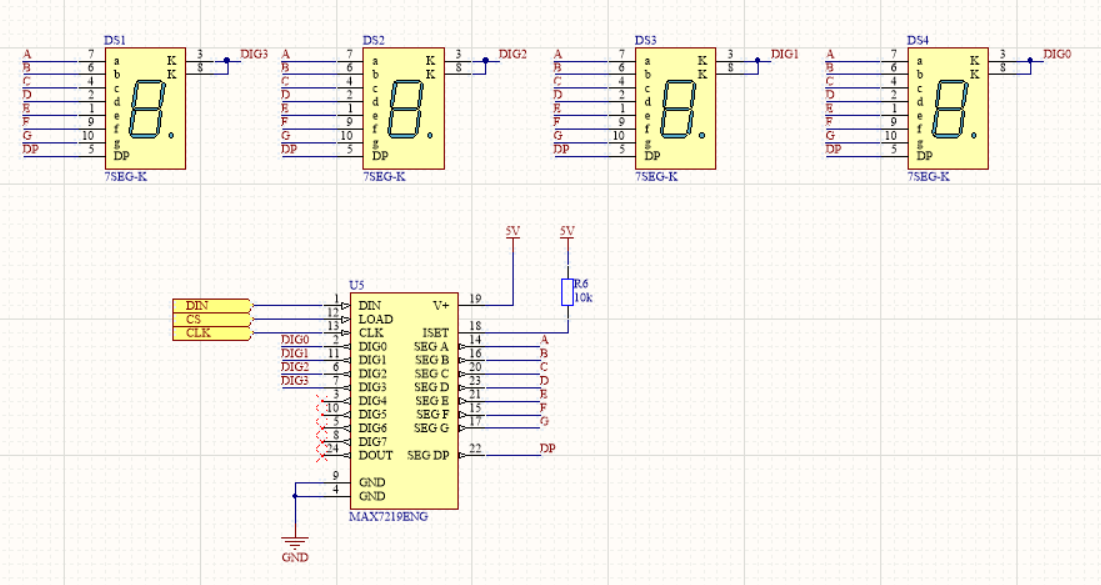 DS1
A 7 a K 3 DIG3
B 6 b K 8
C 4 c
D 2 d
E 1 e
F 9 f
G 10 g
DP 5 DP
7SEG-K
DS2
A 7 a K 3 DIG2
B 6 b K 8
C 4 c
D 2 d
E 1 e
F 9 f
G 10 g
DP 5 DP
7SEG-K
DS3
A 7 a K 3 DIG1
B 6 b K 8
C 4 c
D 2 d
E 1 e
F 9 f
G 10 g
DP 5 DP
7SEG-K
DS4
A 7 a K 3 DIG0
B 6 b K 8
C 4 c
D 2 d
E 1 e
F 9 f
G 10 g
DP 5 DP
7SEG-K
5V 5V
R6
10k
U5
DIN 1 DIN V+ 19
CS 12 LOAD
CLK 13 CLK ISET 18
DIG0 2 DIG0 SEG A 14 A
DIG1 11 DIG1 SEG B 16 B
DIG2 6 DIG2 SEG C 20 C
DIG3 7 DIG3 SEG D 23 D
3 DIG4 SEG E 21 E
10 DIG5 SEG F 15 F
5 DIG6 SEG G 17 G
8 DIG7
24 DOUT SEG DP 22 DP
9 GND
4 GND
MAX7219ENG
GND